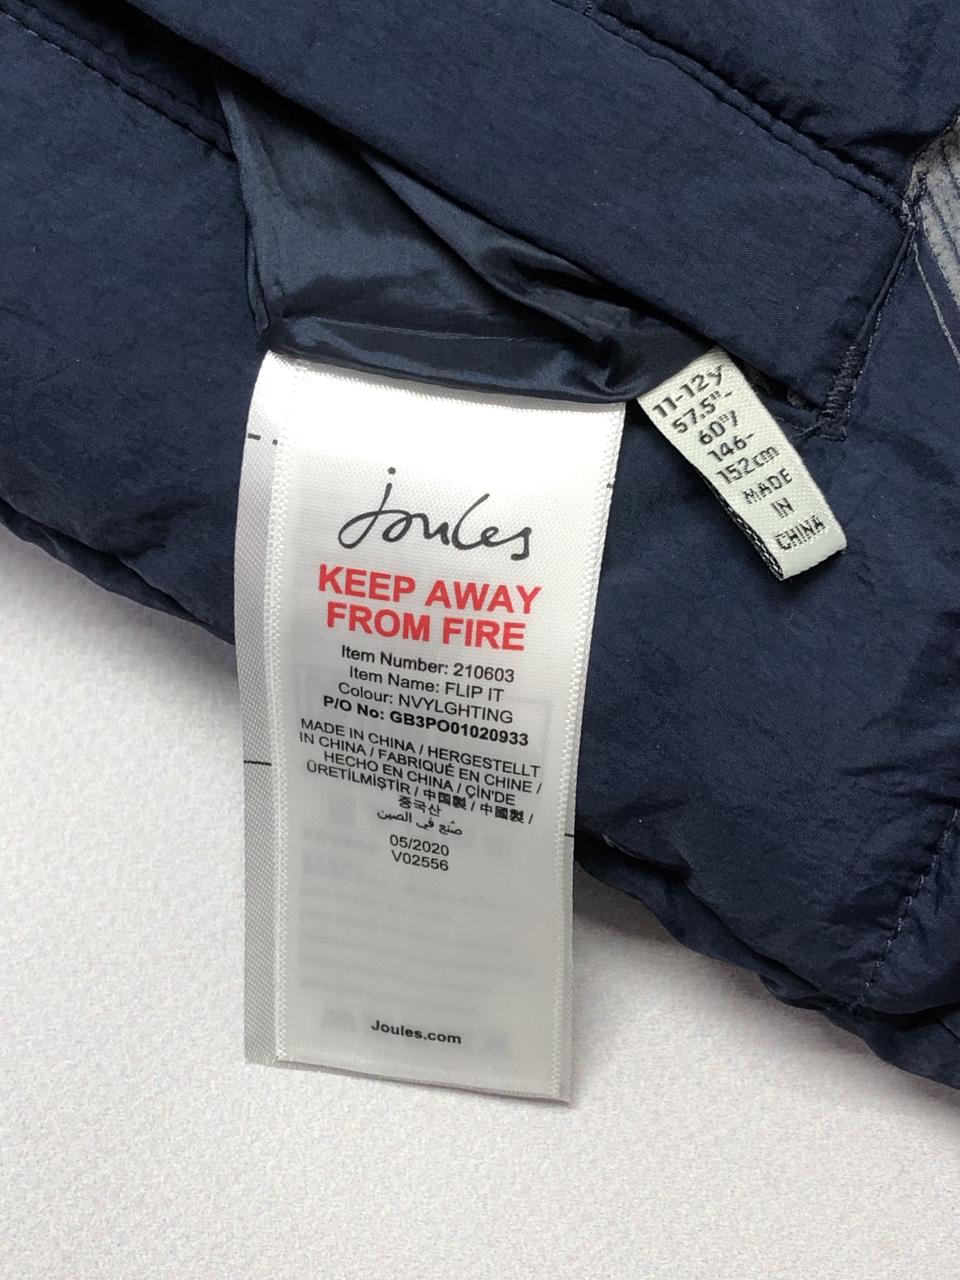 joules
KEEP AWAY
FROM FIRE
Item Number: 210603
Item Name: FLIP IT
Colour: NVYLGHTING
P/O No: GB3PO01020933
MADE IN CHINA / HERGESTELLT
IN CHINA / FABRIQUÉ EN CHINE /
HECHO EN CHINA / ÇİN'DE
ÜRETİLMİŞTİR / 中国製 / 中國製 /
중국산
صُنع في الصين
05/2020
V02556
Joules.com
11-12y
57.5"-
60"/
146-
152cm
MADE
IN
CHINA